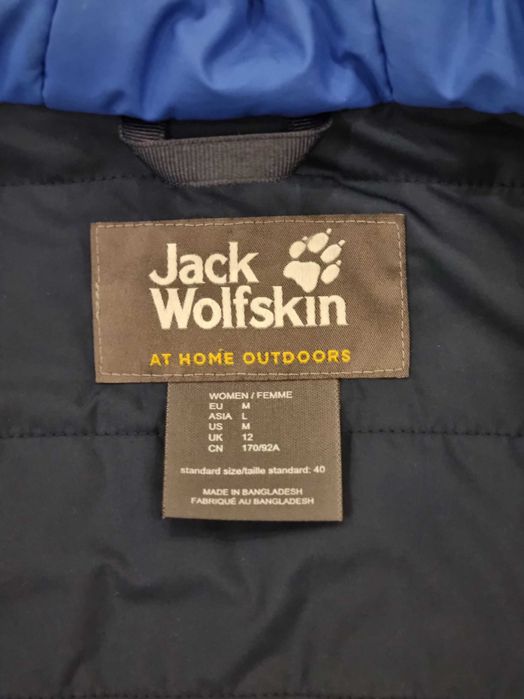 Jack
Wolfskin
AT HOME OUTDOORS
WOMEN / FEMME
EU M
ASIA L
US M
UK 12
CN 170/92A
standard size/taille standard: 40
MADE IN BANGLADESH
FABRIQUÉ AU BANGLADESH